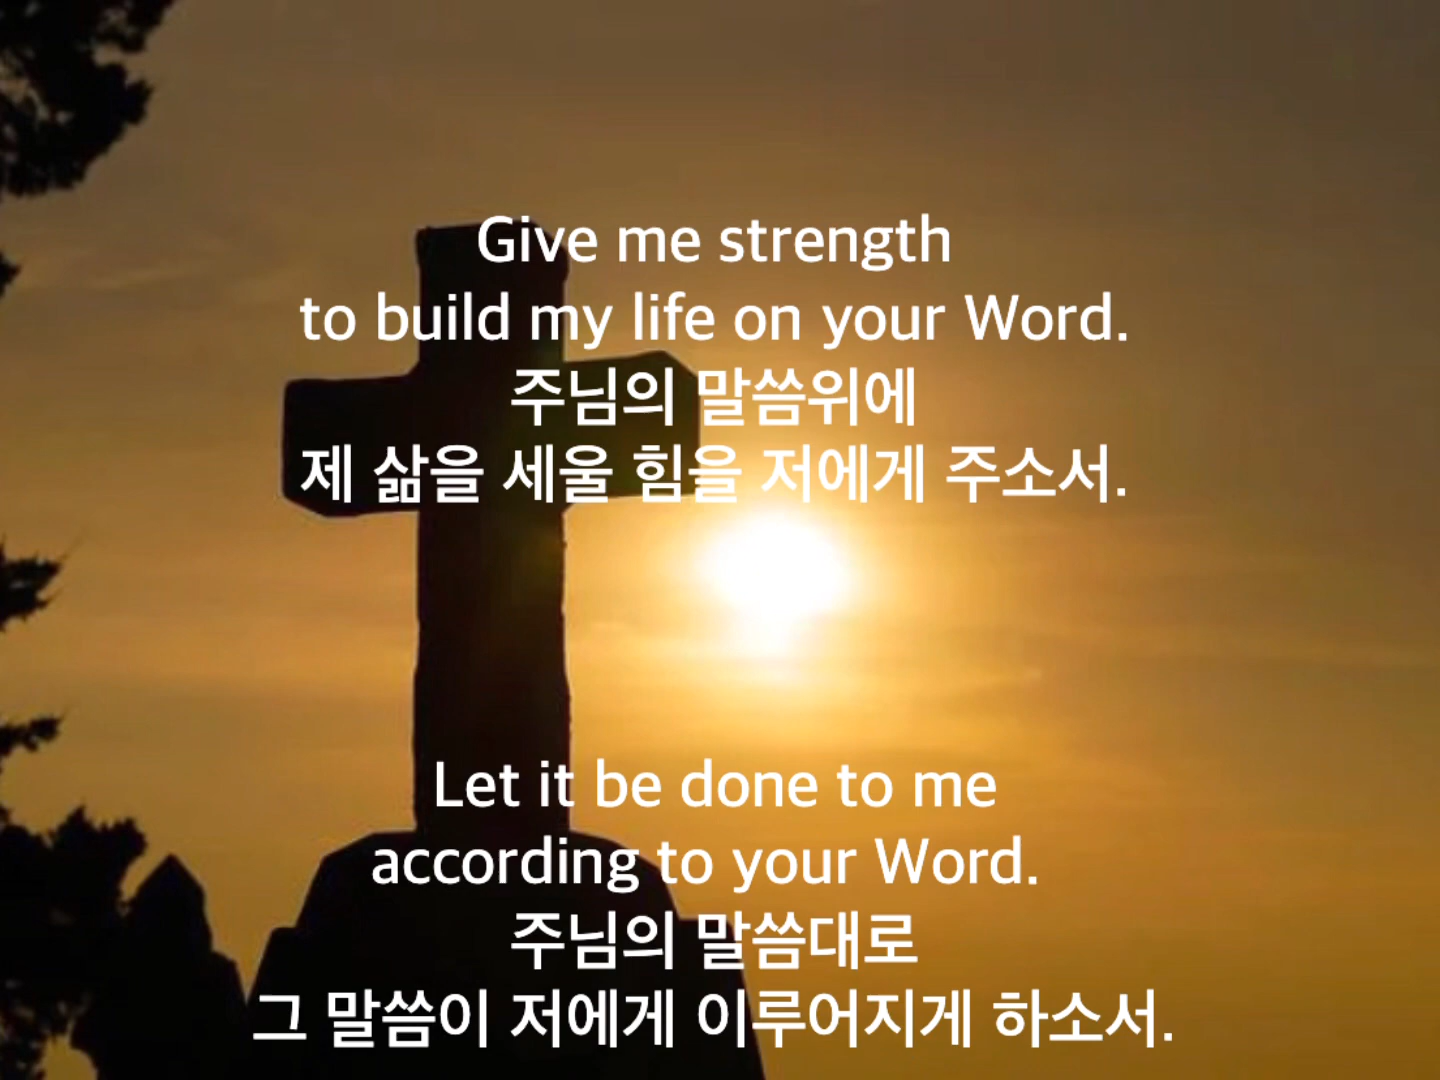 Give me strength
to build my life on your Word.
주님의 말씀위에
제 삶을 세울 힘을 저에게 주소서.
Let it be done to me
according to your Word.
주님의 말씀대로
그 말씀이 저에게 이루어지게 하소서.